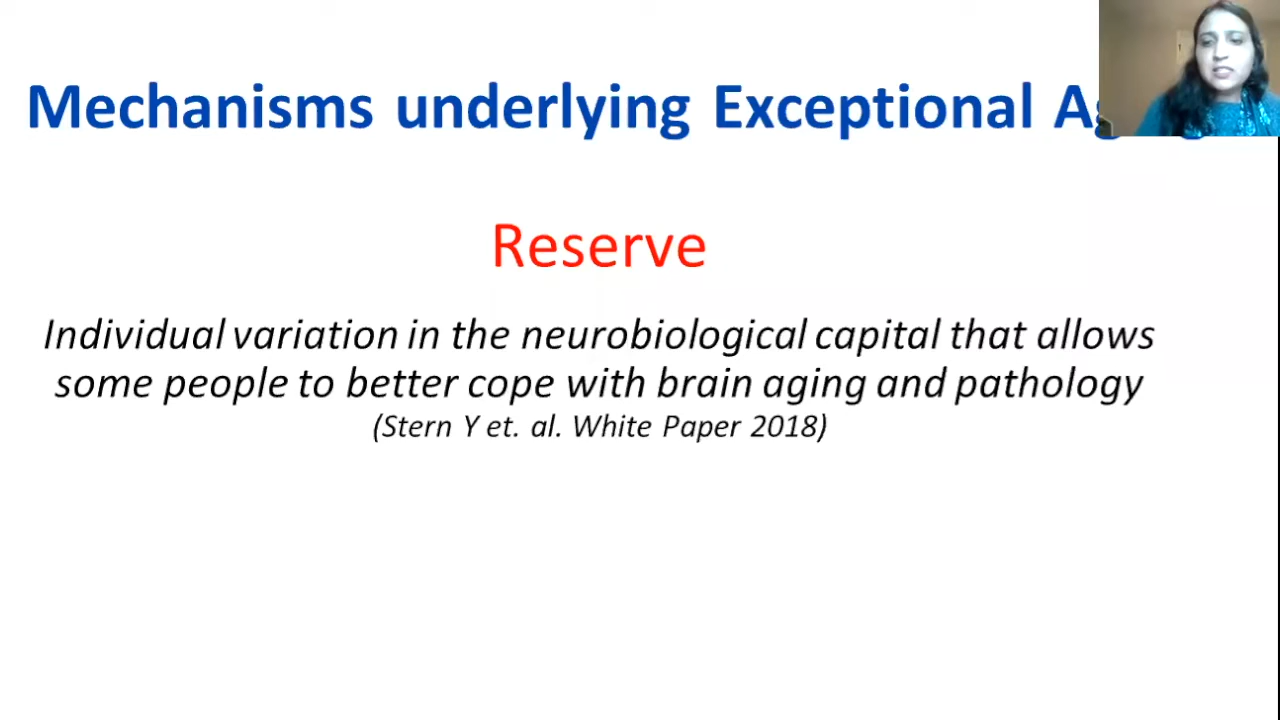 Mechanisms underlying Exceptional
Reserve
Individual variation in the neurobiological capital that allows
some people to better cope with brain aging and pathology
(Stern Y et. al. White Paper 2018)